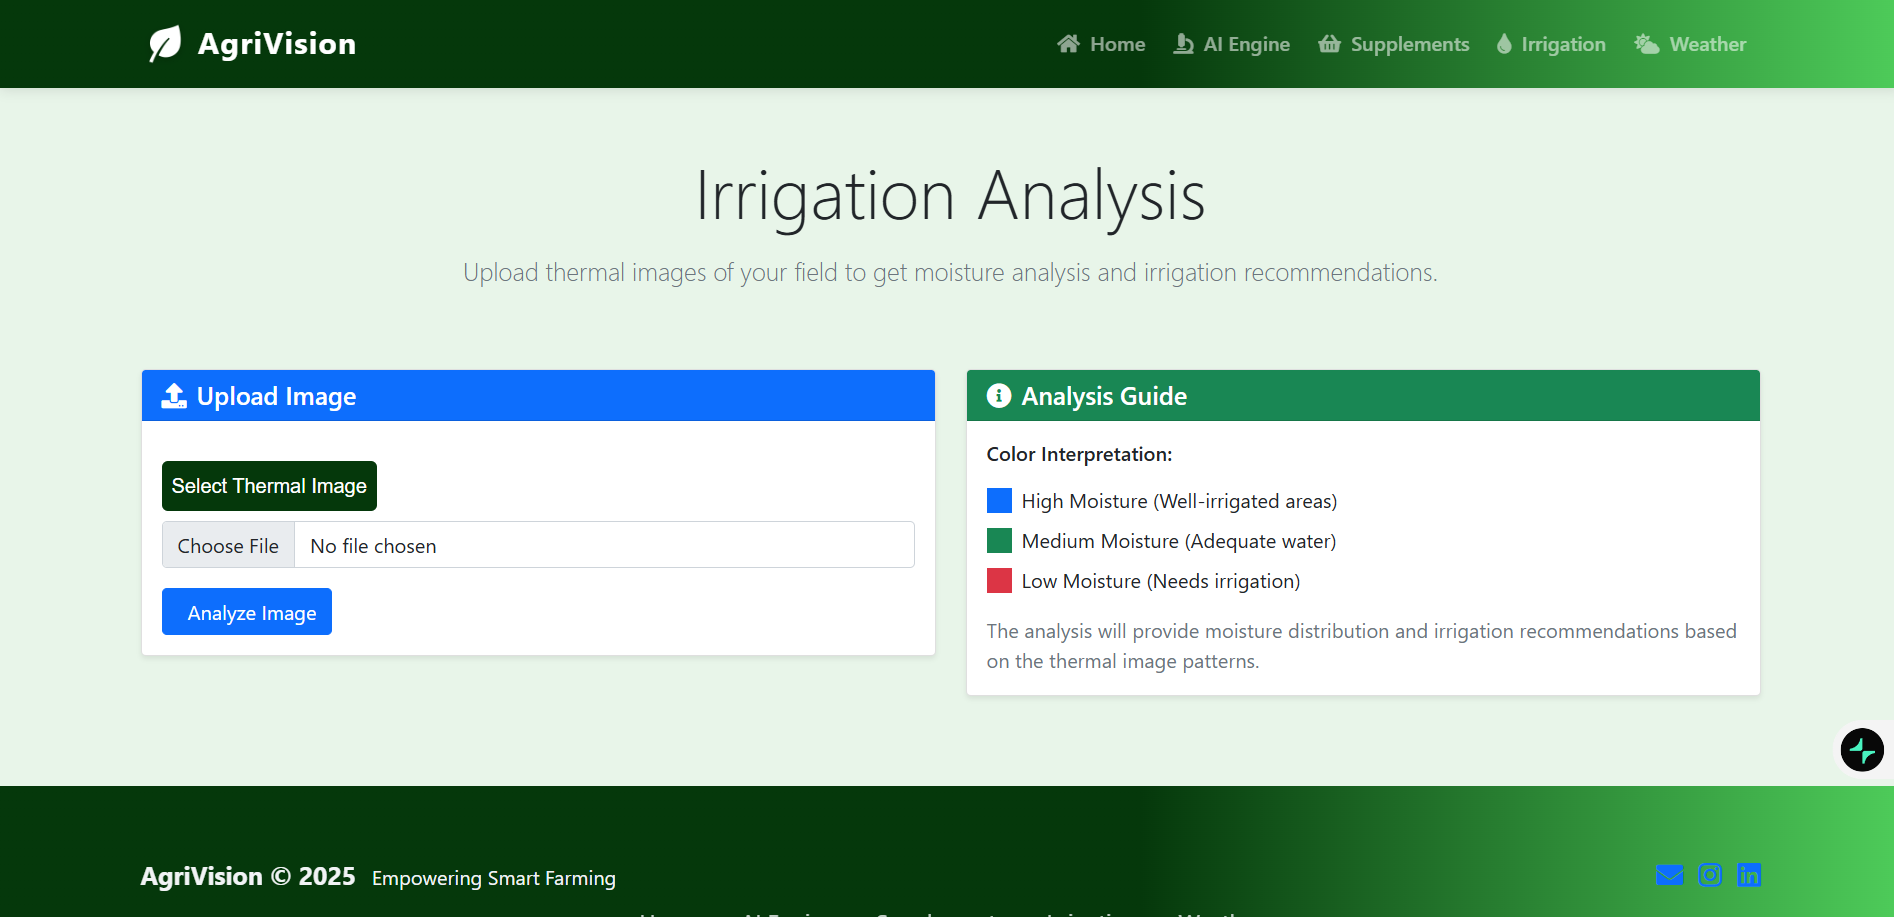 AgriVision
Home AI Engine Supplements Irrigation Weather
Irrigation Analysis
Upload thermal images of your field to get moisture analysis and irrigation recommendations.
Upload Image
Select Thermal Image
Choose File No file chosen
Analyze Image
Analysis Guide
Color Interpretation:
High Moisture (Well-irrigated areas)
Medium Moisture (Adequate water)
Low Moisture (Needs irrigation)
The analysis will provide moisture distribution and irrigation recommendations based
on the thermal image patterns.
AgriVision © 2025 Empowering Smart Farming